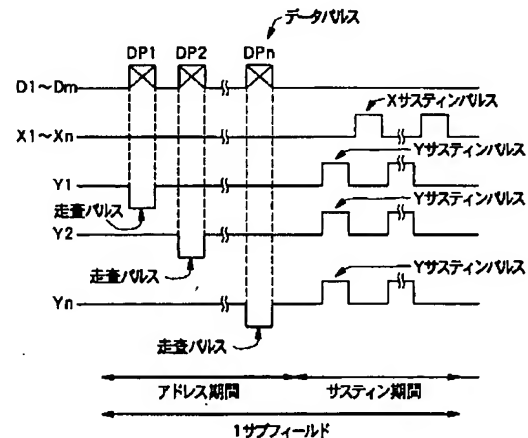 データパルス
DP1 DP2 DPn
D1～Dm
Xサスティンパルス
X1～Xn
Yサスティンパルス
Y1
走査パルス
Yサスティンパルス
Y2
走査パルス
Yサスティンパルス
Yn
走査パルス
アドレス期間 サスティン期間
1サブフィールド